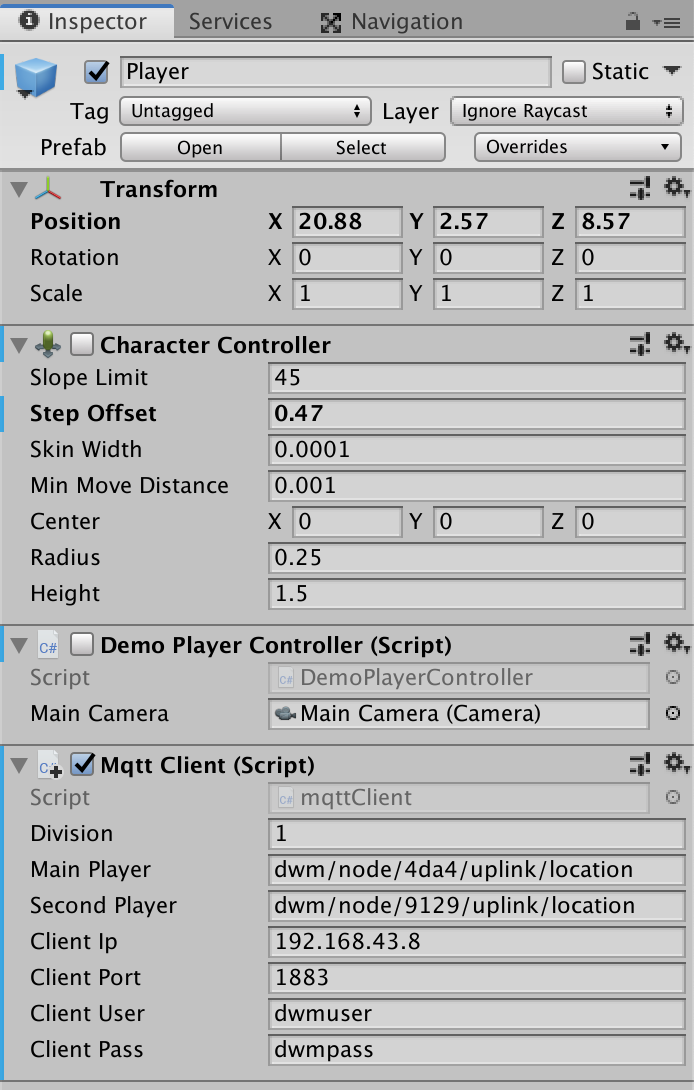 Inspector Services Navigation
Player Static
Tag Untagged Layer Ignore Raycast
Prefab Open Select Overrides
Transform
Position X 20.88 Y 2.57 Z 8.57
Rotation X 0 Y 0 Z 0
Scale X 1 Y 1 Z 1
Character Controller
Slope Limit 45
Step Offset 0.47
Skin Width 0.0001
Min Move Distance 0.001
Center X 0 Y 0 Z 0
Radius 0.25
Height 1.5
C# Demo Player Controller (Script)
Script C# DemoPlayerController
Main Camera Main Camera (Camera)
C# Mqtt Client (Script)
Script C# mqttClient
Division 1
Main Player dwm/node/4da4/uplink/location
Second Player dwm/node/9129/uplink/location
Client Ip 192.168.43.8
Client Port 1883
Client User dwmuser
Client Pass dwmpass